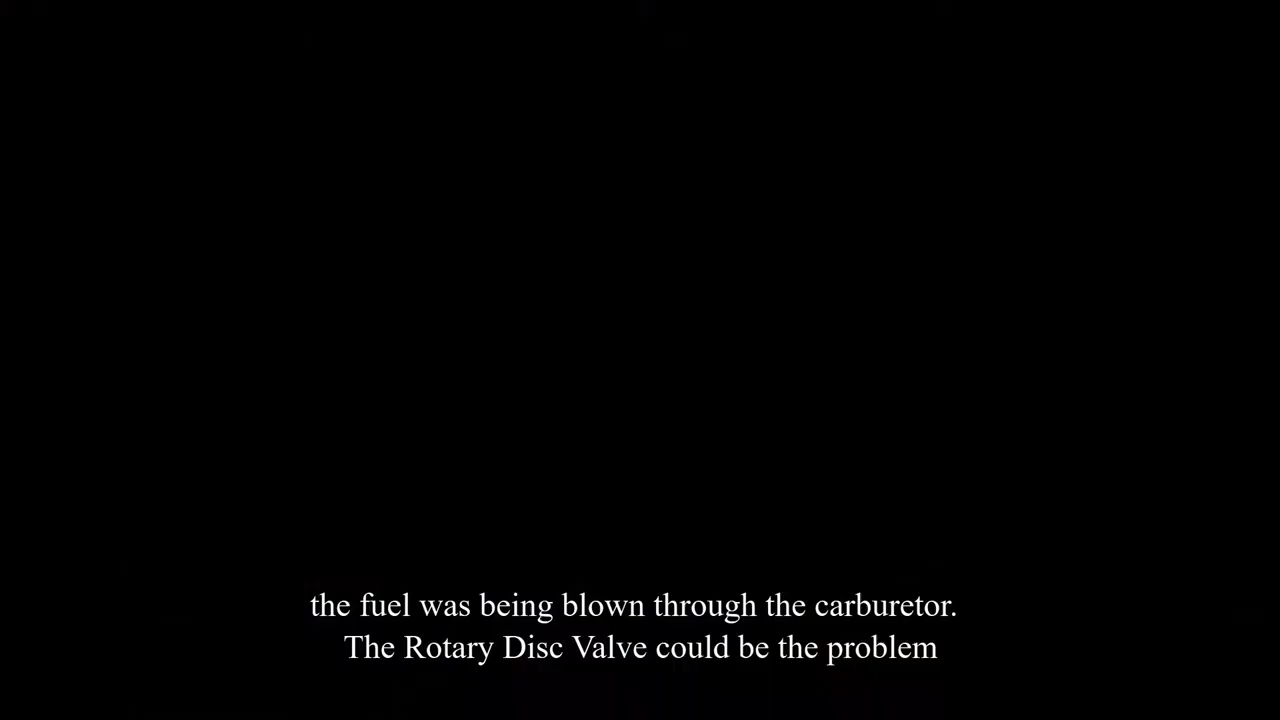 the fuel was being blown through the carburetor.
The Rotary Disc Valve could be the problem